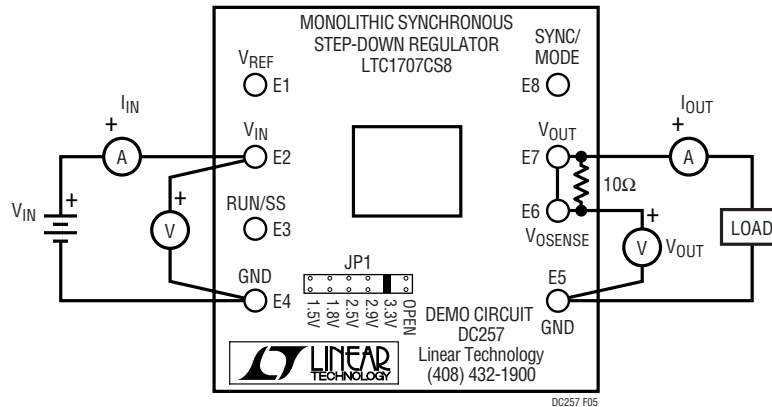 MONOLITHIC SYNCHRONOUS
STEP-DOWN REGULATOR
LTC1707CS8
SYNC/
MODE
E8
VREF
E1
IIN
+
A
VIN
E2
VIN
+
+
V
RUN/SS
E3
GND
E4
JP1
1.5V
1.8V
2.5V
2.9V
3.3V
OPEN
VOUT
E7
10Ω
E6
VOSENSE
IOUT
+
A
LOAD
+
V
VOUT
E5
GND
DEMO CIRCUIT
DC257
Linear Technology
(408) 432-1900
LINEAR
TECHNOLOGY
DC257 F05